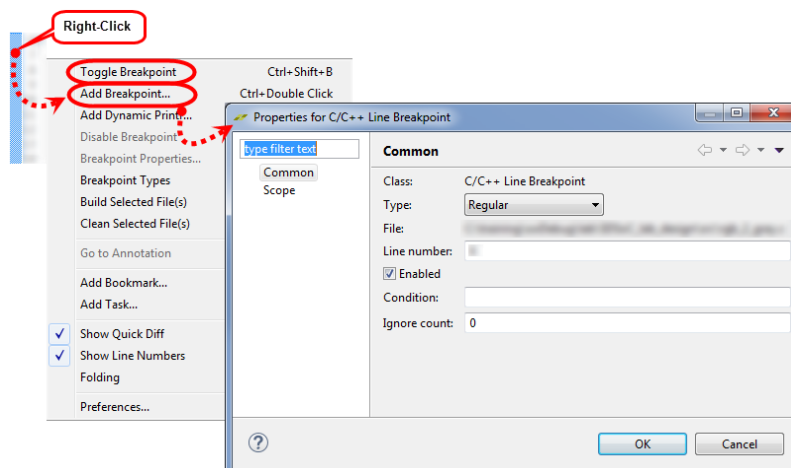 Right-Click
Toggle Breakpoint Ctrl+Shift+B
Add Breakpoint... Ctrl+Double Click
Add Dynamic Printf...
Disable Breakpoint
Breakpoint Properties...
Breakpoint Types
Build Selected File(s)
Clean Selected File(s)
Go to Annotation
Add Bookmark...
Add Task...
Show Quick Diff
Show Line Numbers
Folding
Preferences...
Properties for C/C++ Line Breakpoint
type filter text
Common
Scope
Common
Class: C/C++ Line Breakpoint
Type: Regular
File:
Line number:
Enabled
Condition:
Ignore count: 0
OK Cancel